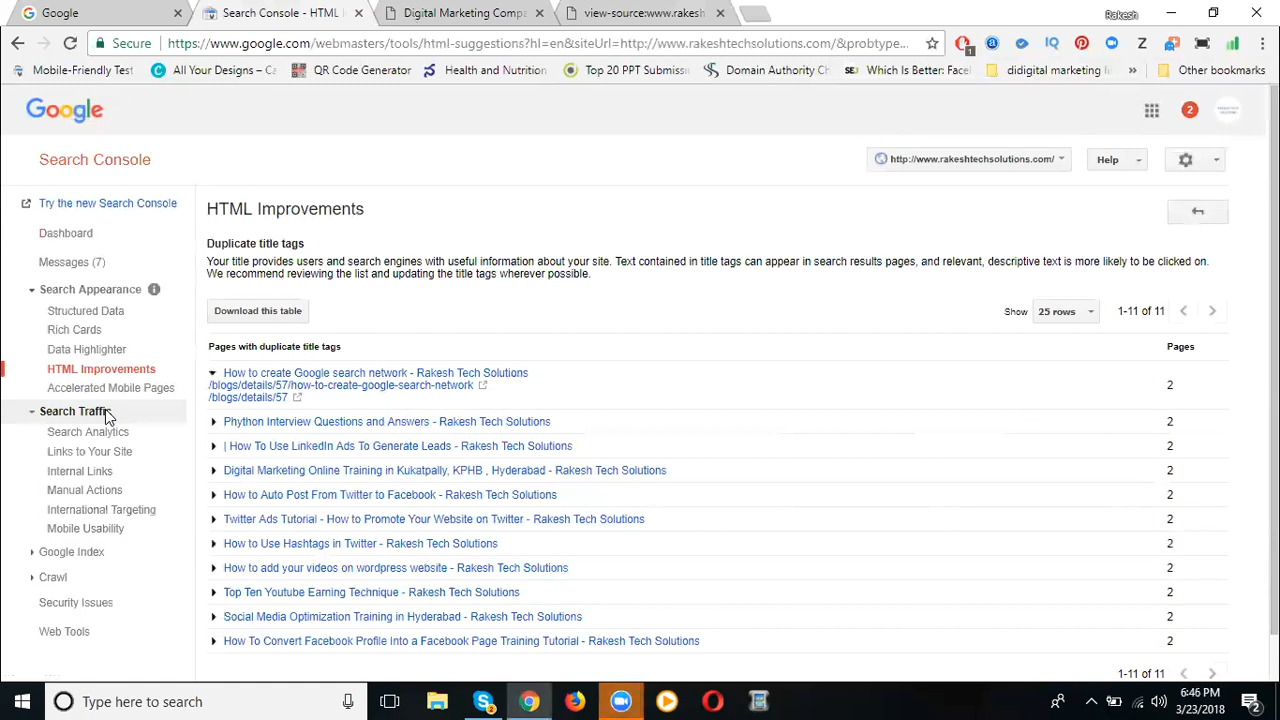 Google
Search Console - HTML I
Digital Marketing Compa
view-source:www.rakesh
Rakesh
Secure
https://www.google.com/webmasters/tools/html-suggestions?hl=en&siteUrl=http://www.rakeshtechsolutions.com/&probtype...
Mobile-Friendly Test
All Your Designs – Ca
QR Code Generator
Health and Nutrition
Top 20 PPT Submissi
Domain Authority Ch
Which Is Better: Facel
didigital marketing li
»
Other bookmarks
Google
2
Search Console
http://www.rakeshtechsolutions.com/
Help
Try the new Search Console
Dashboard
Messages (7)
Search Appearance
Structured Data
Rich Cards
Data Highlighter
HTML Improvements
Accelerated Mobile Pages
Search Traffic
Search Analytics
Links to Your Site
Internal Links
Manual Actions
International Targeting
Mobile Usability
Google Index
Crawl
Security Issues
Web Tools
HTML Improvements
Duplicate title tags
Your title provides users and search engines with useful information about your site. Text contained in title tags can appear in search results pages, and relevant, descriptive text is more likely to be clicked on.
We recommend reviewing the list and updating the title tags wherever possible.
Download this table
Show 25 rows 1-11 of 11
Pages with duplicate title tags Pages
How to create Google search network - Rakesh Tech Solutions
/blogs/details/57/how-to-create-google-search-network 2
/blogs/details/57
Phython Interview Questions and Answers - Rakesh Tech Solutions 2
| How To Use LinkedIn Ads To Generate Leads - Rakesh Tech Solutions 2
Digital Marketing Online Training in Kukatpally, KPHB , Hyderabad - Rakesh Tech Solutions 2
How to Auto Post From Twitter to Facebook - Rakesh Tech Solutions 2
Twitter Ads Tutorial - How to Promote Your Website on Twitter - Rakesh Tech Solutions 2
How to Use Hashtags in Twitter - Rakesh Tech Solutions 2
How to add your videos on wordpress website - Rakesh Tech Solutions 2
Top Ten Youtube Earning Technique - Rakesh Tech Solutions 2
Social Media Optimization Training in Hyderabad - Rakesh Tech Solutions 2
How To Convert Facebook Profile Into a Facebook Page Training Tutorial - Rakesh Tech Solutions 2
1-11 of 11
Type here to search
6:46 PM
3/23/2018